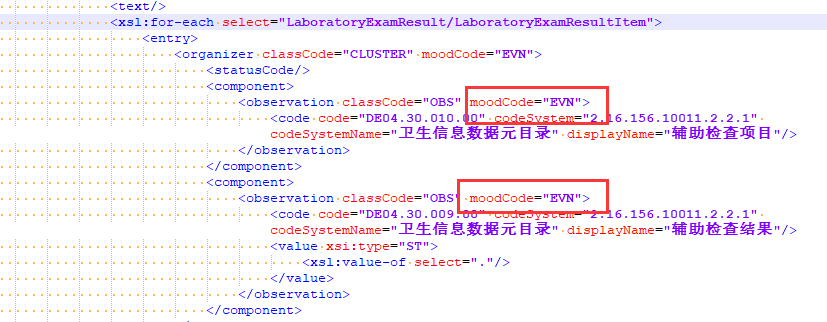 <text/>
<xsl:for-each select="LaboratoryExamResult/LaboratoryExamResultItem">
<entry>
<organizer classCode="CLUSTER" moodCode="EVN">
<statusCode/>
<component>
<observation classCode="OBS" moodCode="EVN">
<code code="DE04.30.010.00" codeSystem="2.16.156.10011.2.2.1"
codeSystemName="卫生信息数据元目录" displayName="辅助检查项目"/>
</observation>
</component>
<component>
<observation classCode="OBS" moodCode="EVN">
<code code="DE04.30.009.00" codeSystem="2.16.156.10011.2.2.1"
codeSystemName="卫生信息数据元目录" displayName="辅助检查结果"/>
<value xsi:type="ST">
<xsl:value-of select="."/>
</value>
</observation>
</component>